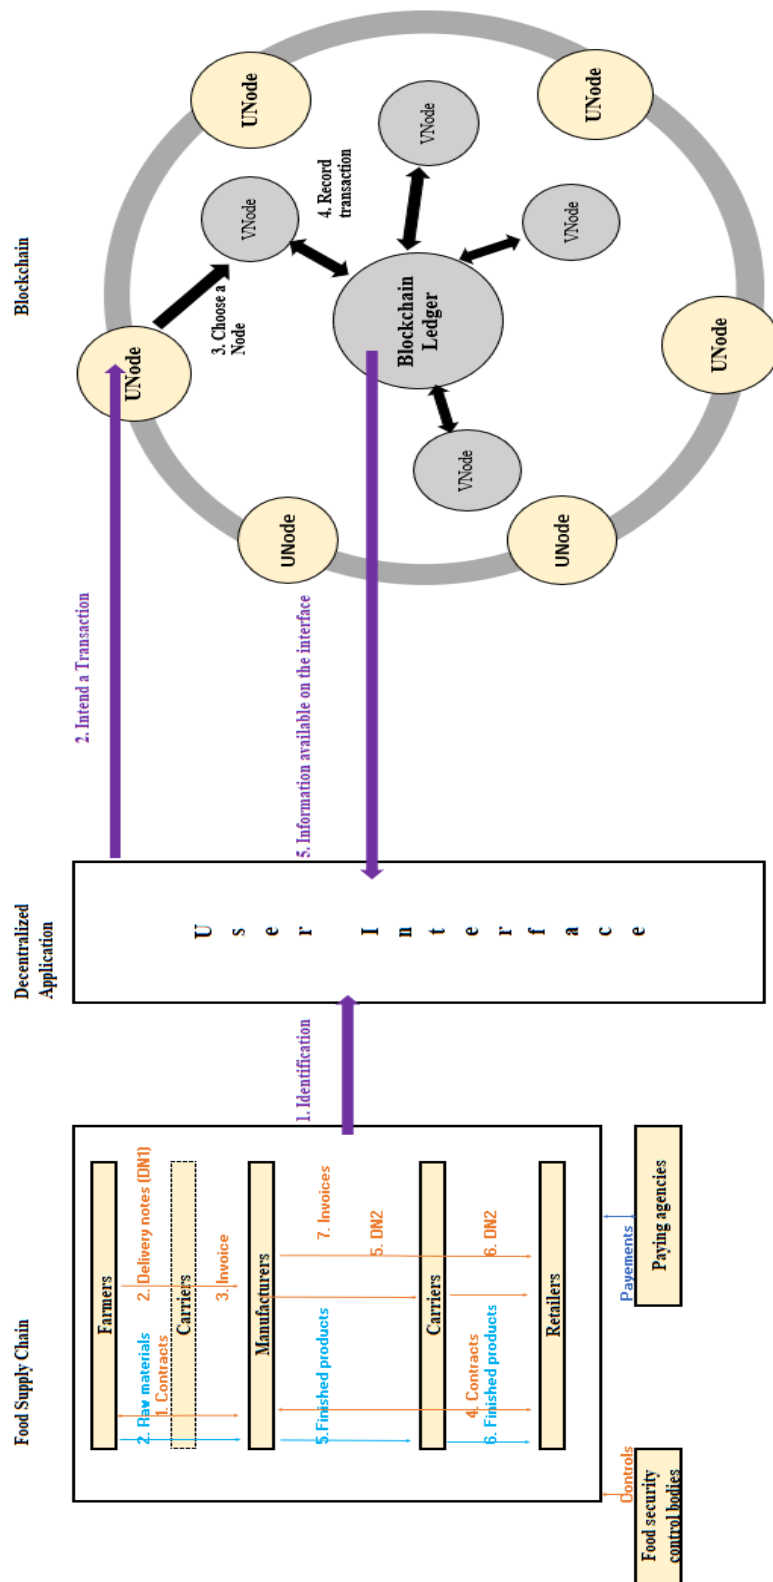 Food Supply Chain
Decentralized
Application
Blockchain
Farmers
2. Raw materials
1. Contracts
2. Delivery notes (DN1)
Carriers
3. Invoice
Manufacturers
5.Finished products
7. Invoices
5. DN2
Carriers
4. Contracts
6. Finished products
6. DN2
Retailers
Controls
Food security
control bodies
Payements
Paying agencies
1. Identification
User Interface
2. Intend a Transaction
5. Information available on the interface
UNode
UNode
UNode
UNode
UNode
UNode
3. Choose a
Node
VNode
4. Record
transaction
VNode
VNode
VNode
Blockchain
Ledger